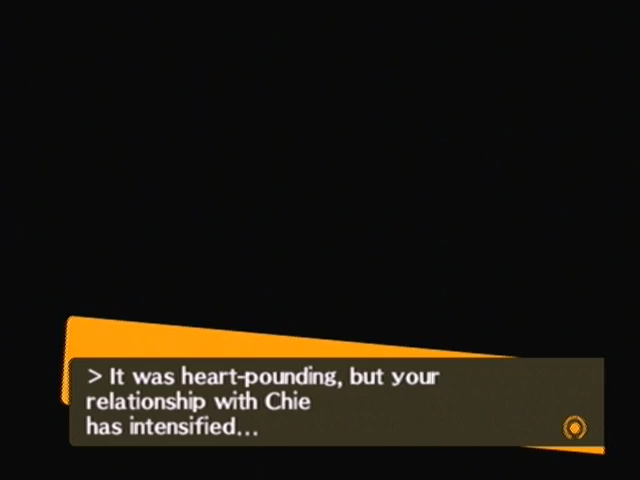 > It was heart-pounding, but your
relationship with Chie
has intensified...